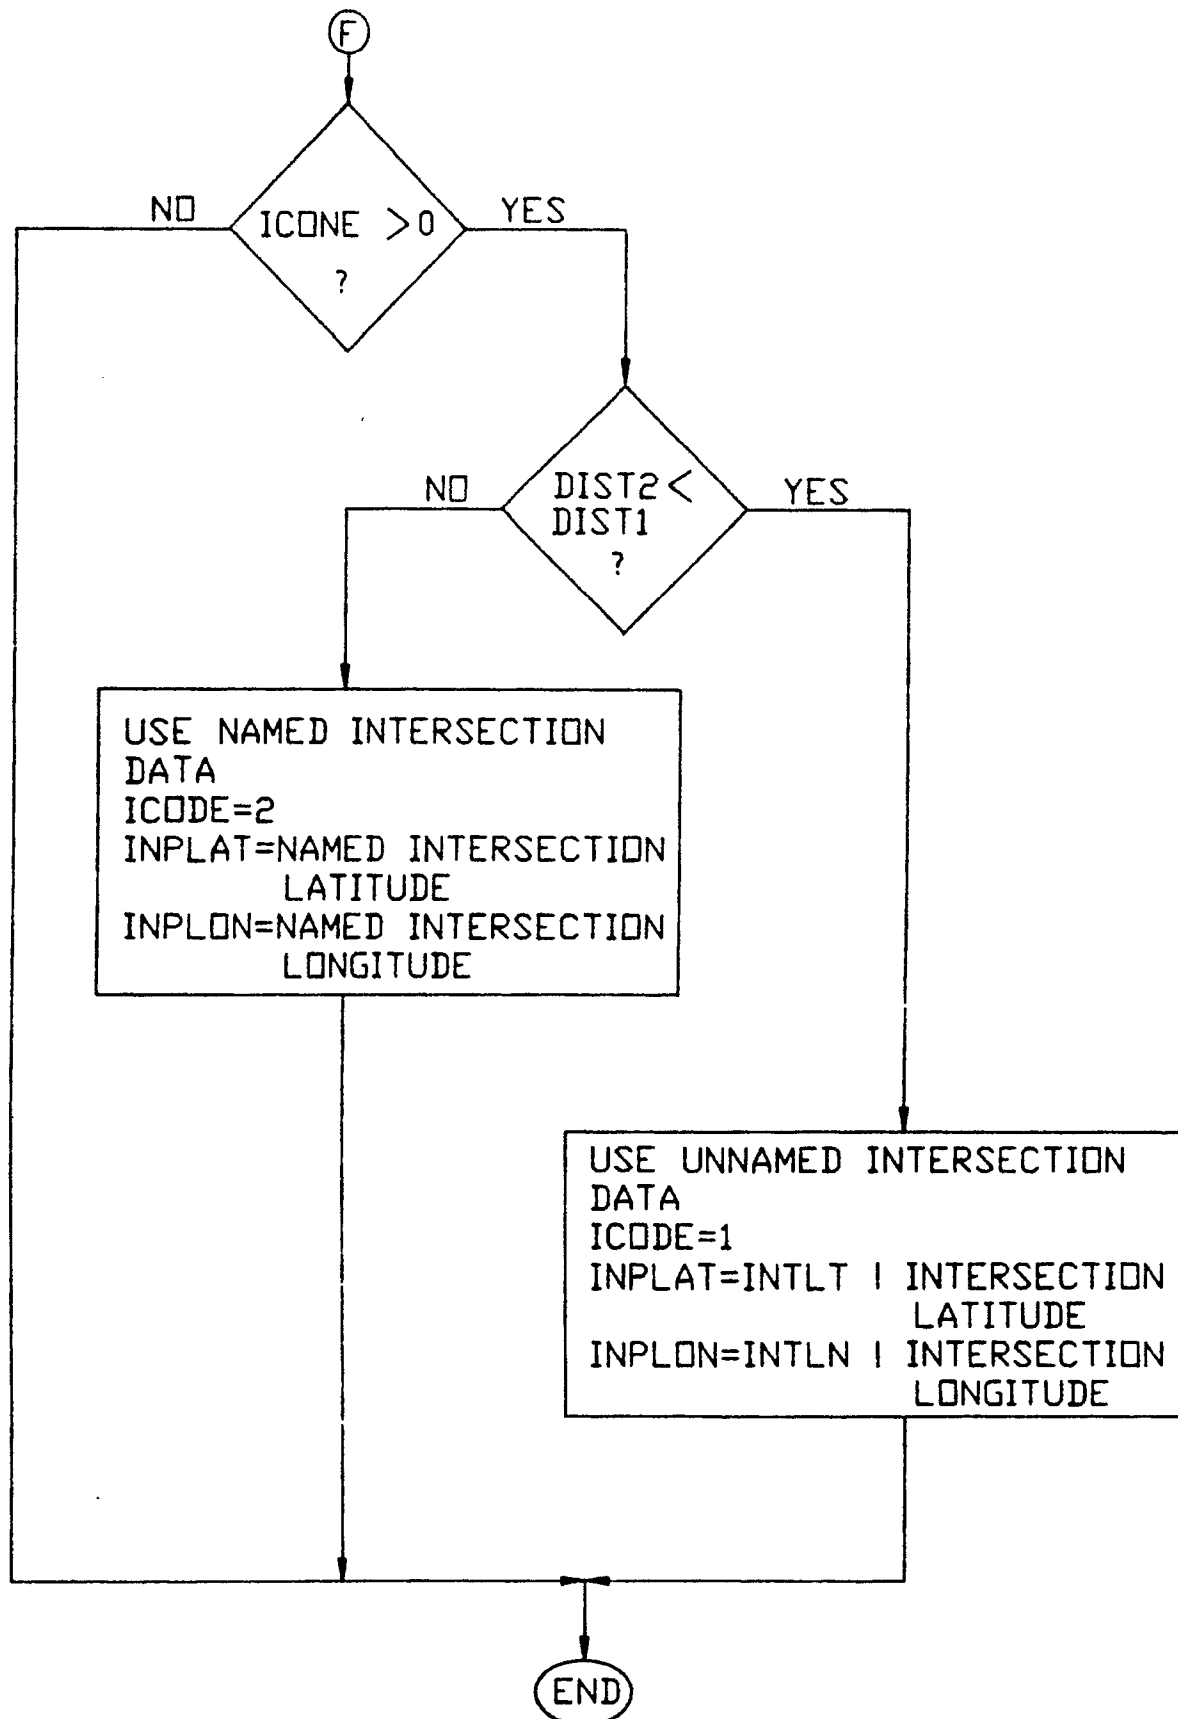 F
NO
YES
ICONE >0
?
NO
YES
DIST2<
DIST1
?
USE NAMED INTERSECTION
DATA
ICODE=2
INPLAT=NAMED INTERSECTION
LATITUDE
INPLON=NAMED INTERSECTION
LONGITUDE
USE UNNAMED INTERSECTION
DATA
ICODE=1
INPLAT=INTLT | INTERSECTION
LATITUDE
INPLON=INTLN | INTERSECTION
LONGITUDE
END